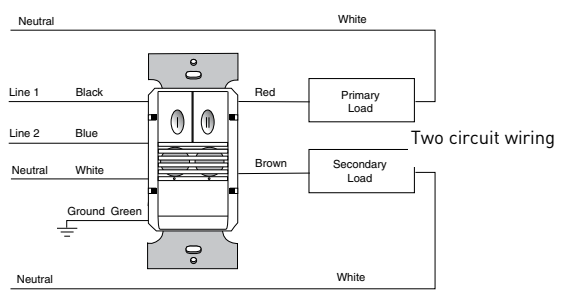 Neutral White
Line 1 Black Red Primary
Load
I II
Line 2 Blue Two circuit wiring
Neutral White Brown Secondary
Load
Ground Green
Neutral White